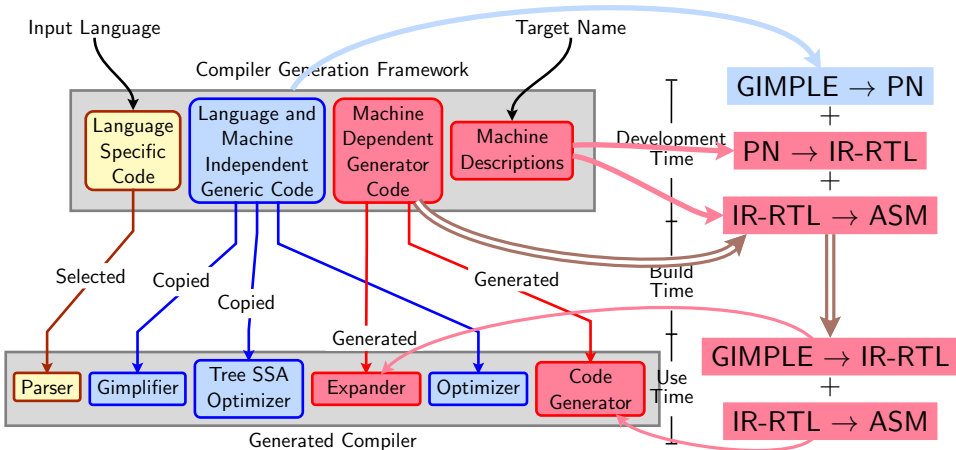 Input Language
Target Name
Compiler Generation Framework
Language
Specific
Code
Language and
Machine
Independent
Generic Code
Machine
Dependent
Generator
Code
Machine
Descriptions
Development
Time
GIMPLE → PN
+
PN → IR-RTL
+
IR-RTL → ASM
Selected
Copied
Copied
Generated
Generated
Build
Time
Parser
Gimplifier
Tree SSA
Optimizer
Expander
Optimizer
Code
Generator
Generated Compiler
Use
Time
GIMPLE → IR-RTL
+
IR-RTL → ASM